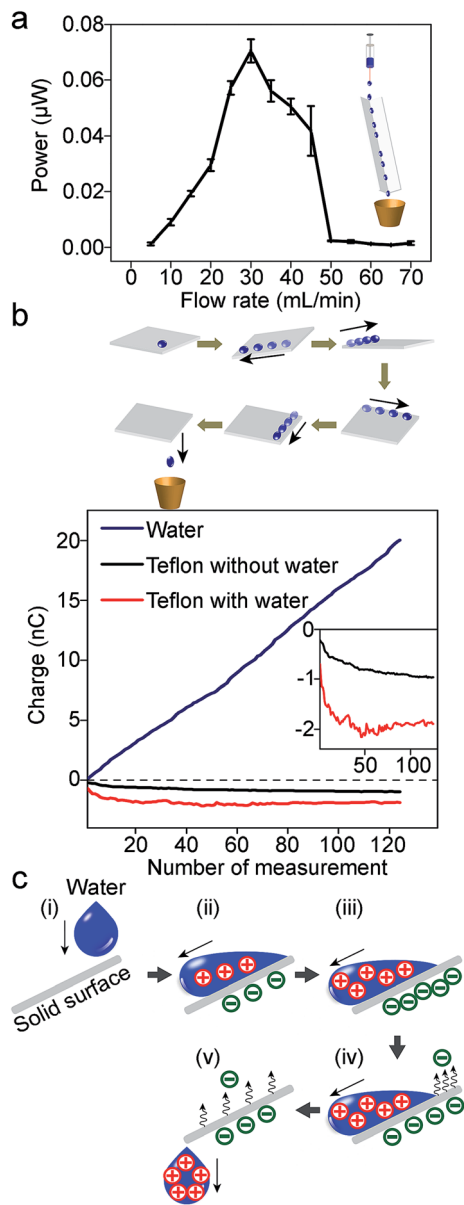 a
0.08
0.06
0.04
0.02
0.00
Power (μW)
0 10 20 30 40 50 60 70
Flow rate (mL/min)
b
Water
Teflon without water
Teflon with water
20
15
10
5
0
Charge (nC)
0
-1
-2
50 100
0 20 40 60 80 100 120
Number of measurement
c
Water
(i) (ii) (iii)
Solid surface
(v) (iv)